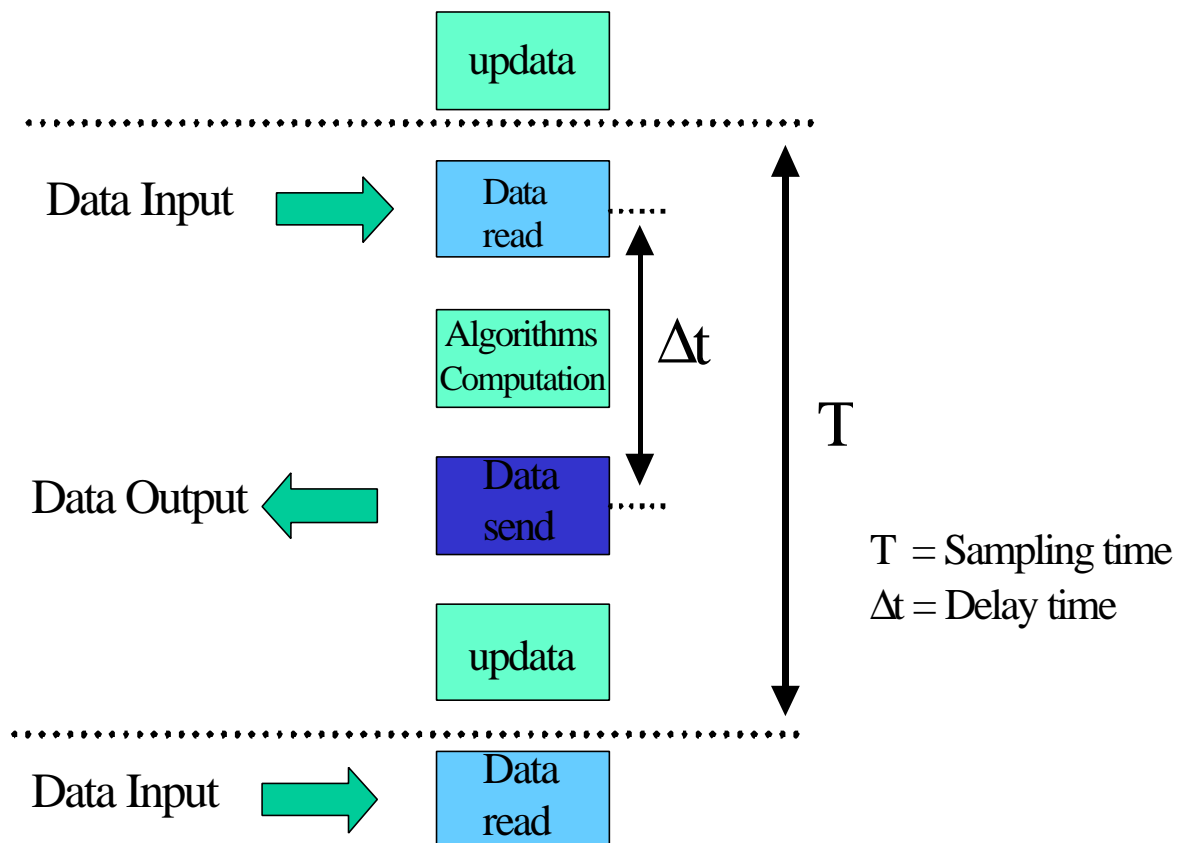 updata
Data Input
Data
read
Algorithms
Computation
Δt
T
Data Output
Data
send
T = Sampling time
Δt = Delay time
updata
Data Input
Data
read